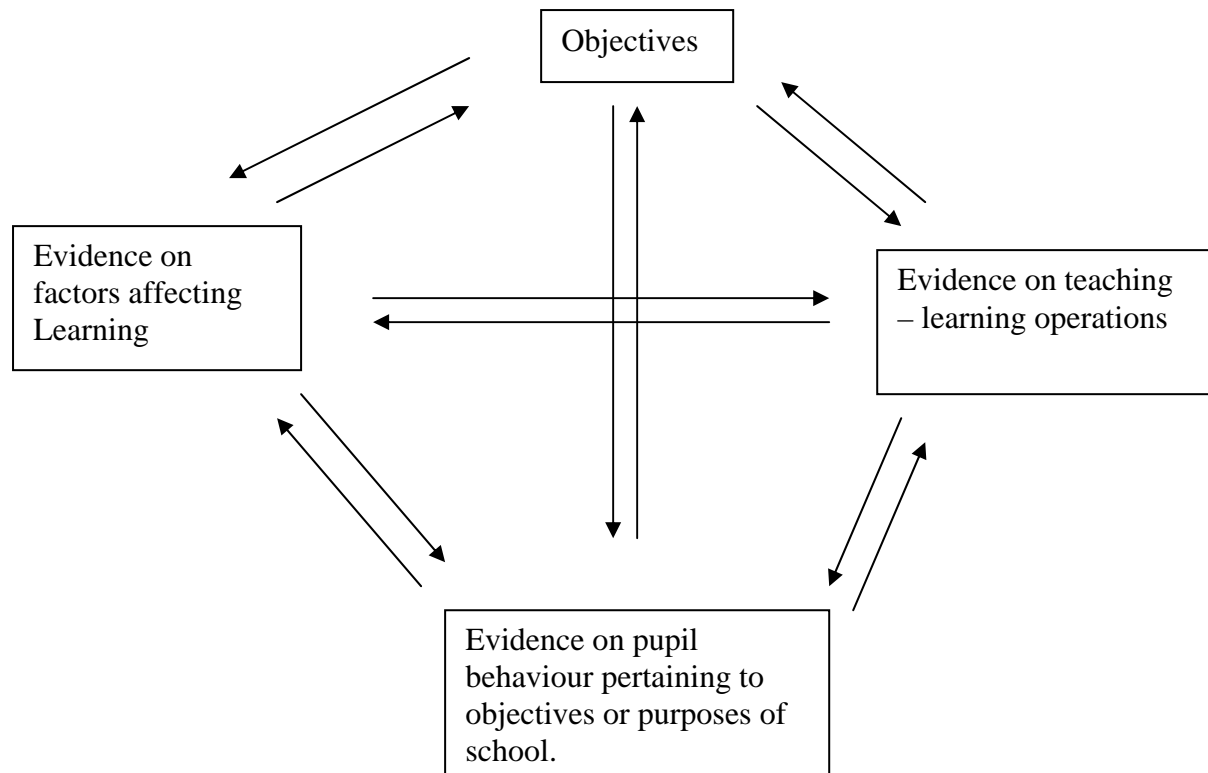 Objectives
Evidence on
factors affecting
Learning
Evidence on teaching
– learning operations
Evidence on pupil
behaviour pertaining to
objectives or purposes of
school.